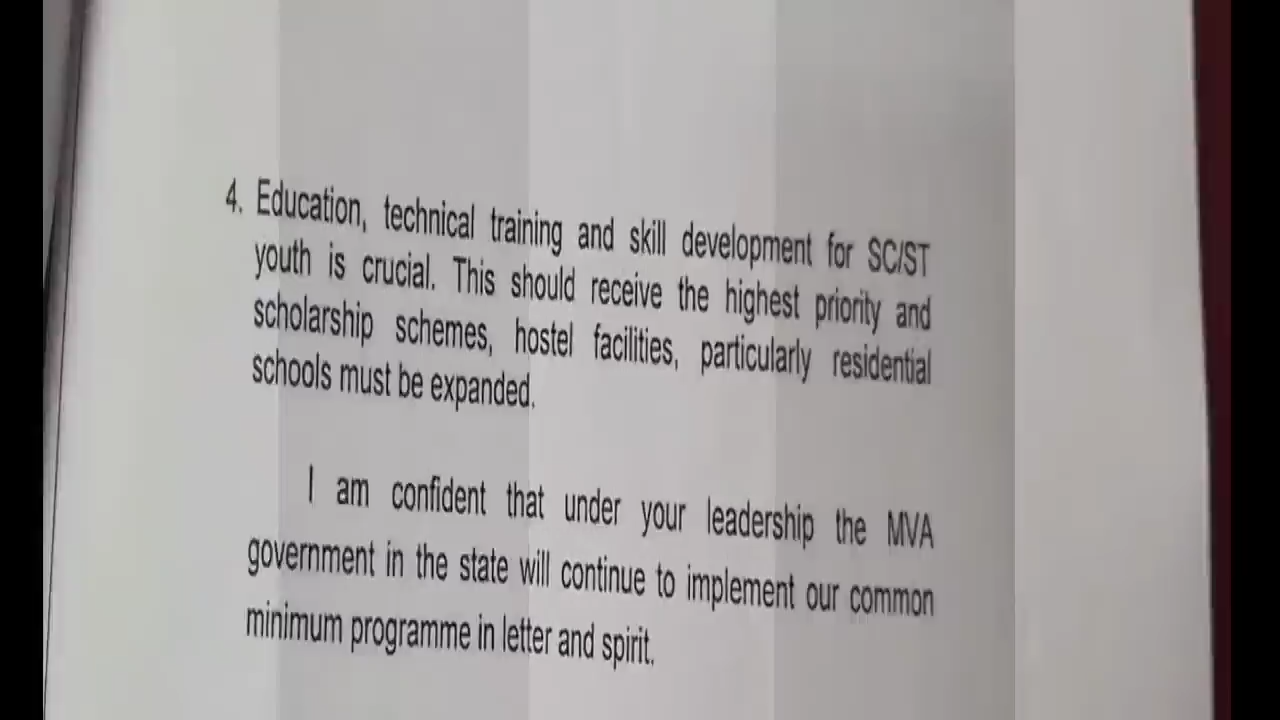 4. Education, technical training and skill development for SC/ST
youth is crucial. This should receive the highest priority and
scholarship schemes, hostel facilities, particularly residential
schools must be expanded.
I am confident that under your leadership the MVA
government in the state will continue to implement our common
minimum programme in letter and spirit.